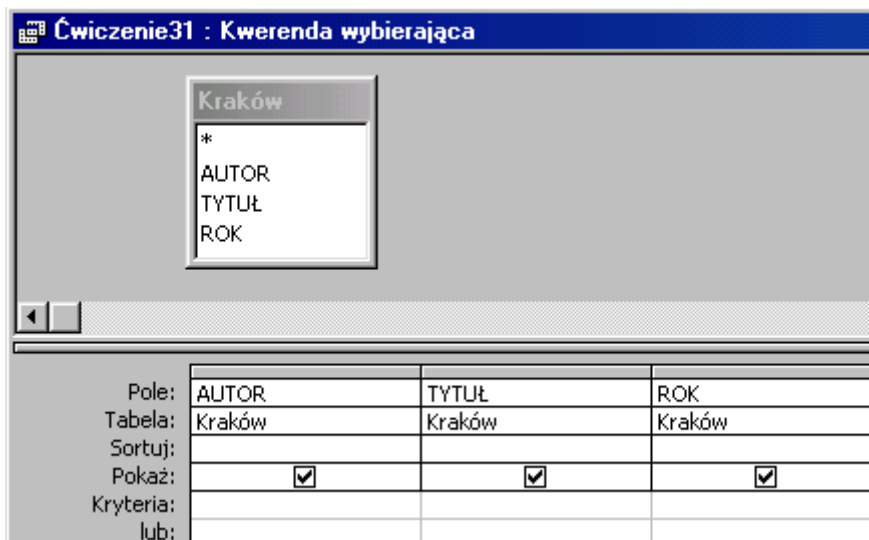 Ćwiczenie31 : Kwerenda wybierająca
Kraków
*
AUTOR
TYTUŁ
ROK
Pole: AUTOR TYTUŁ ROK
Tabela: Kraków Kraków Kraków
Sortuj:
Pokaż:
Kryteria:
lub: